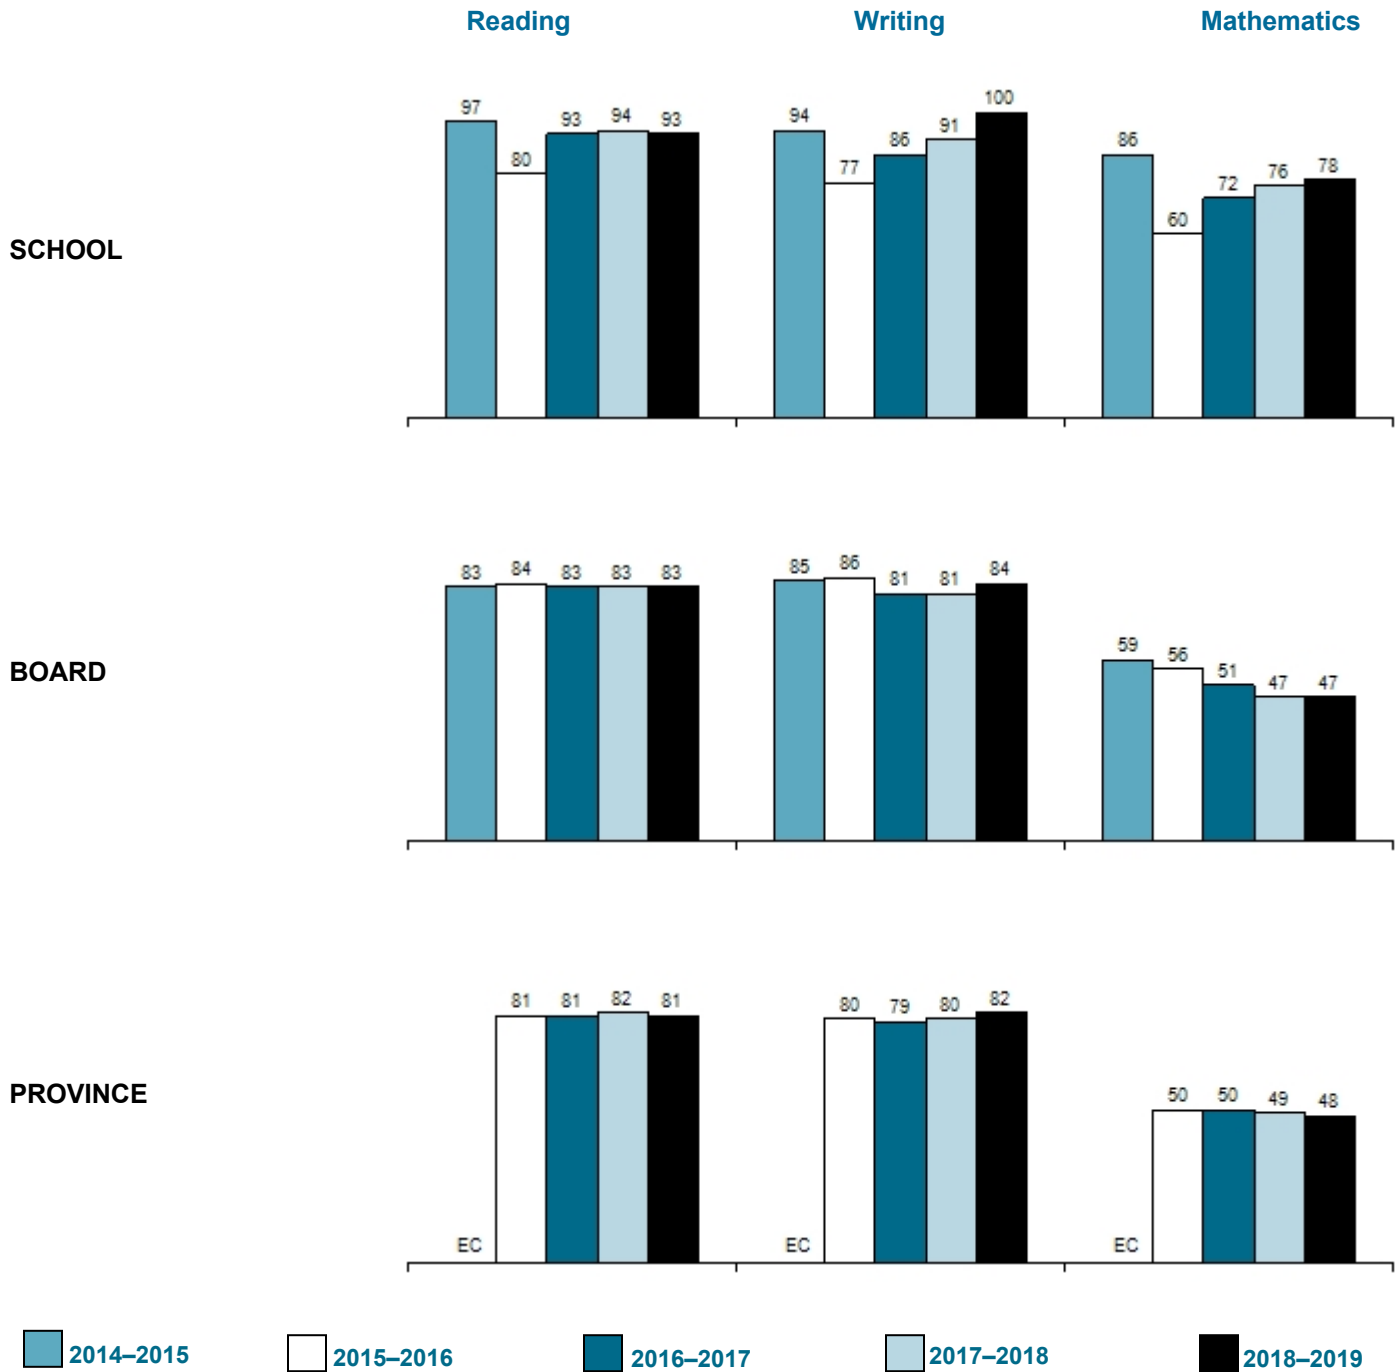 Reading Writing Mathematics
97 80 93 94 93 94 77 86 91 100 86 60 72 76 78
SCHOOL
83 84 83 83 83 85 86 81 81 84 59 56 51 47 47
BOARD
EC 81 81 82 81 EC 80 79 80 82 EC 50 50 49 48
PROVINCE
2014–2015 2015–2016 2016–2017 2017–2018 2018–2019